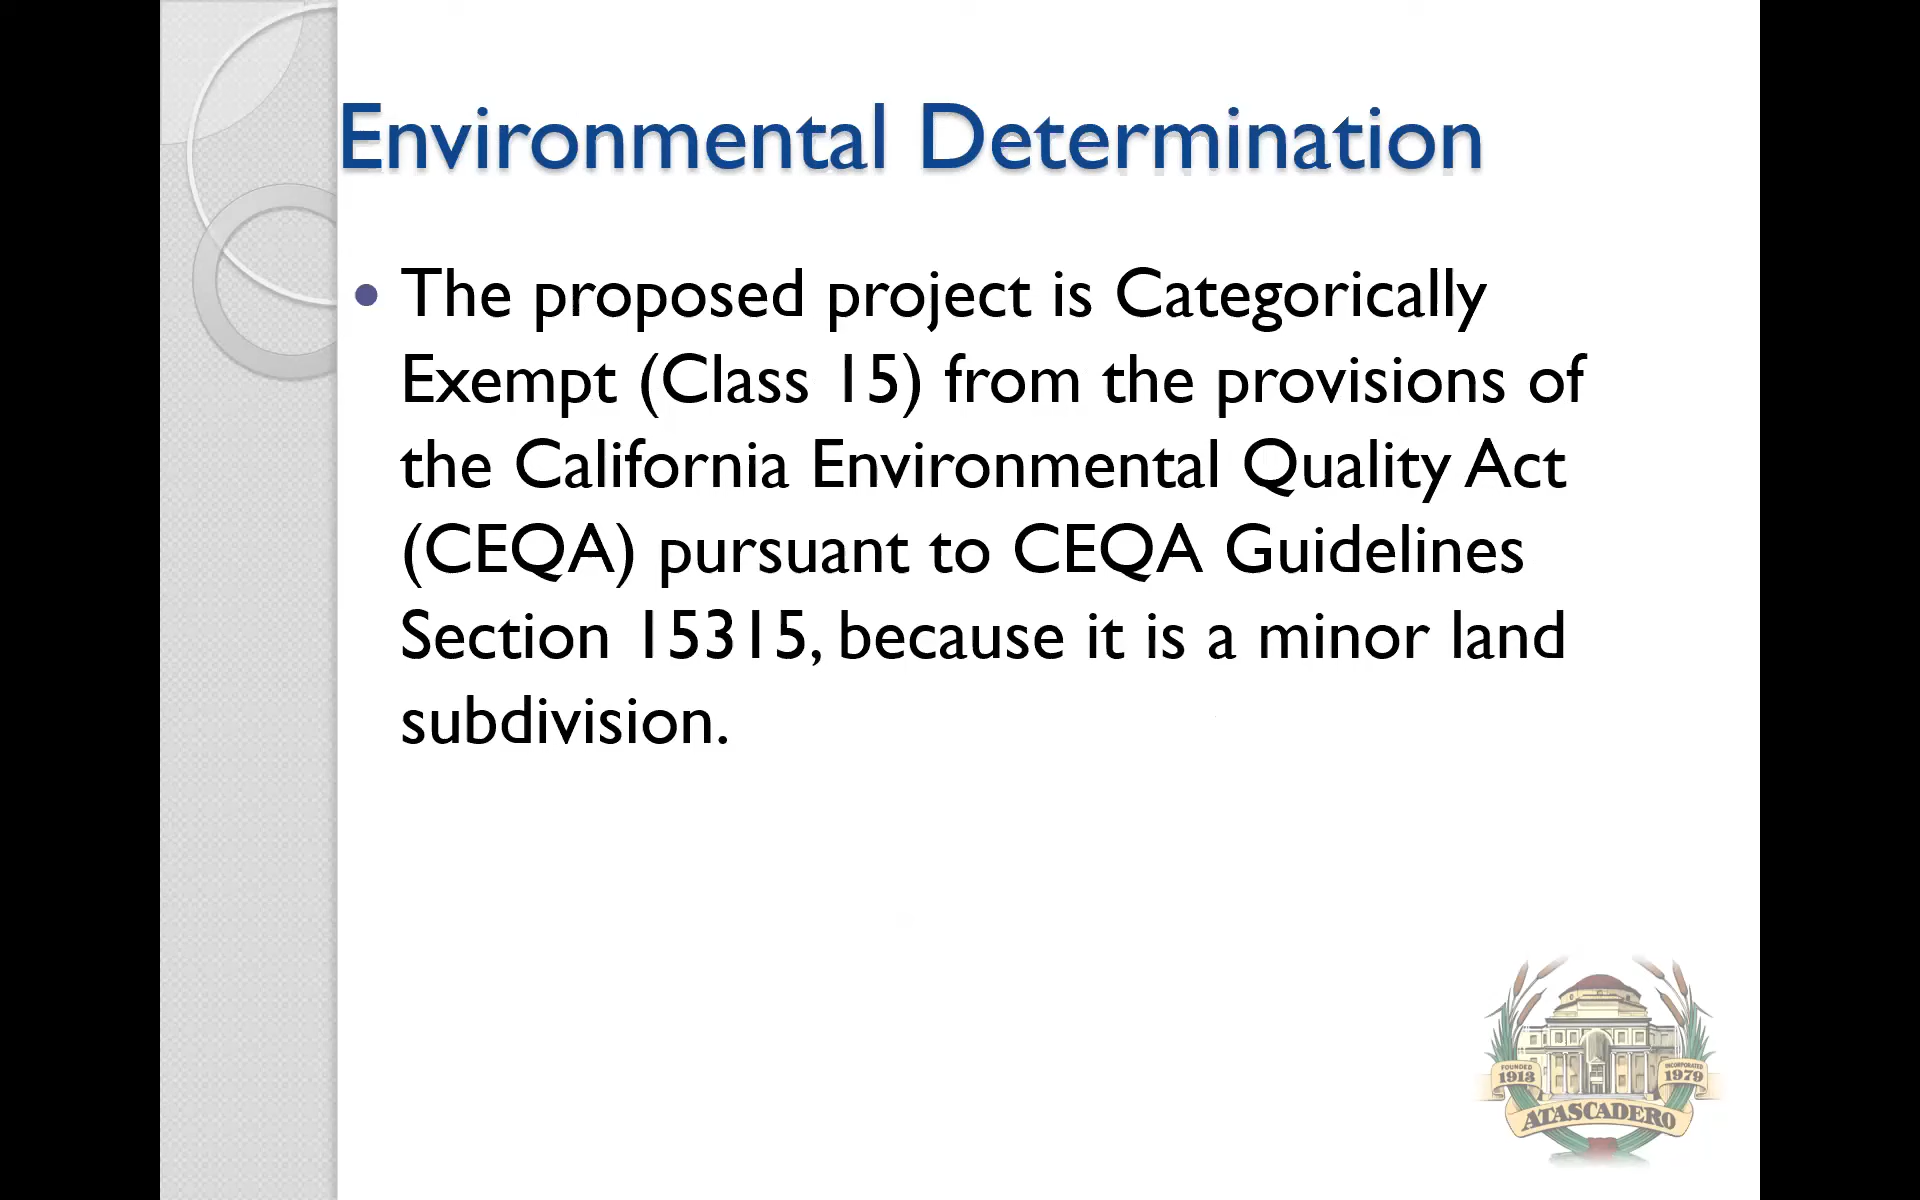 Environmental Determination
• The proposed project is Categorically
Exempt (Class 15) from the provisions of
the California Environmental Quality Act
(CEQA) pursuant to CEQA Guidelines
Section 15315, because it is a minor land
subdivision.
FOUNDED
1913
INCORPORATED
1979
ATASCADERO